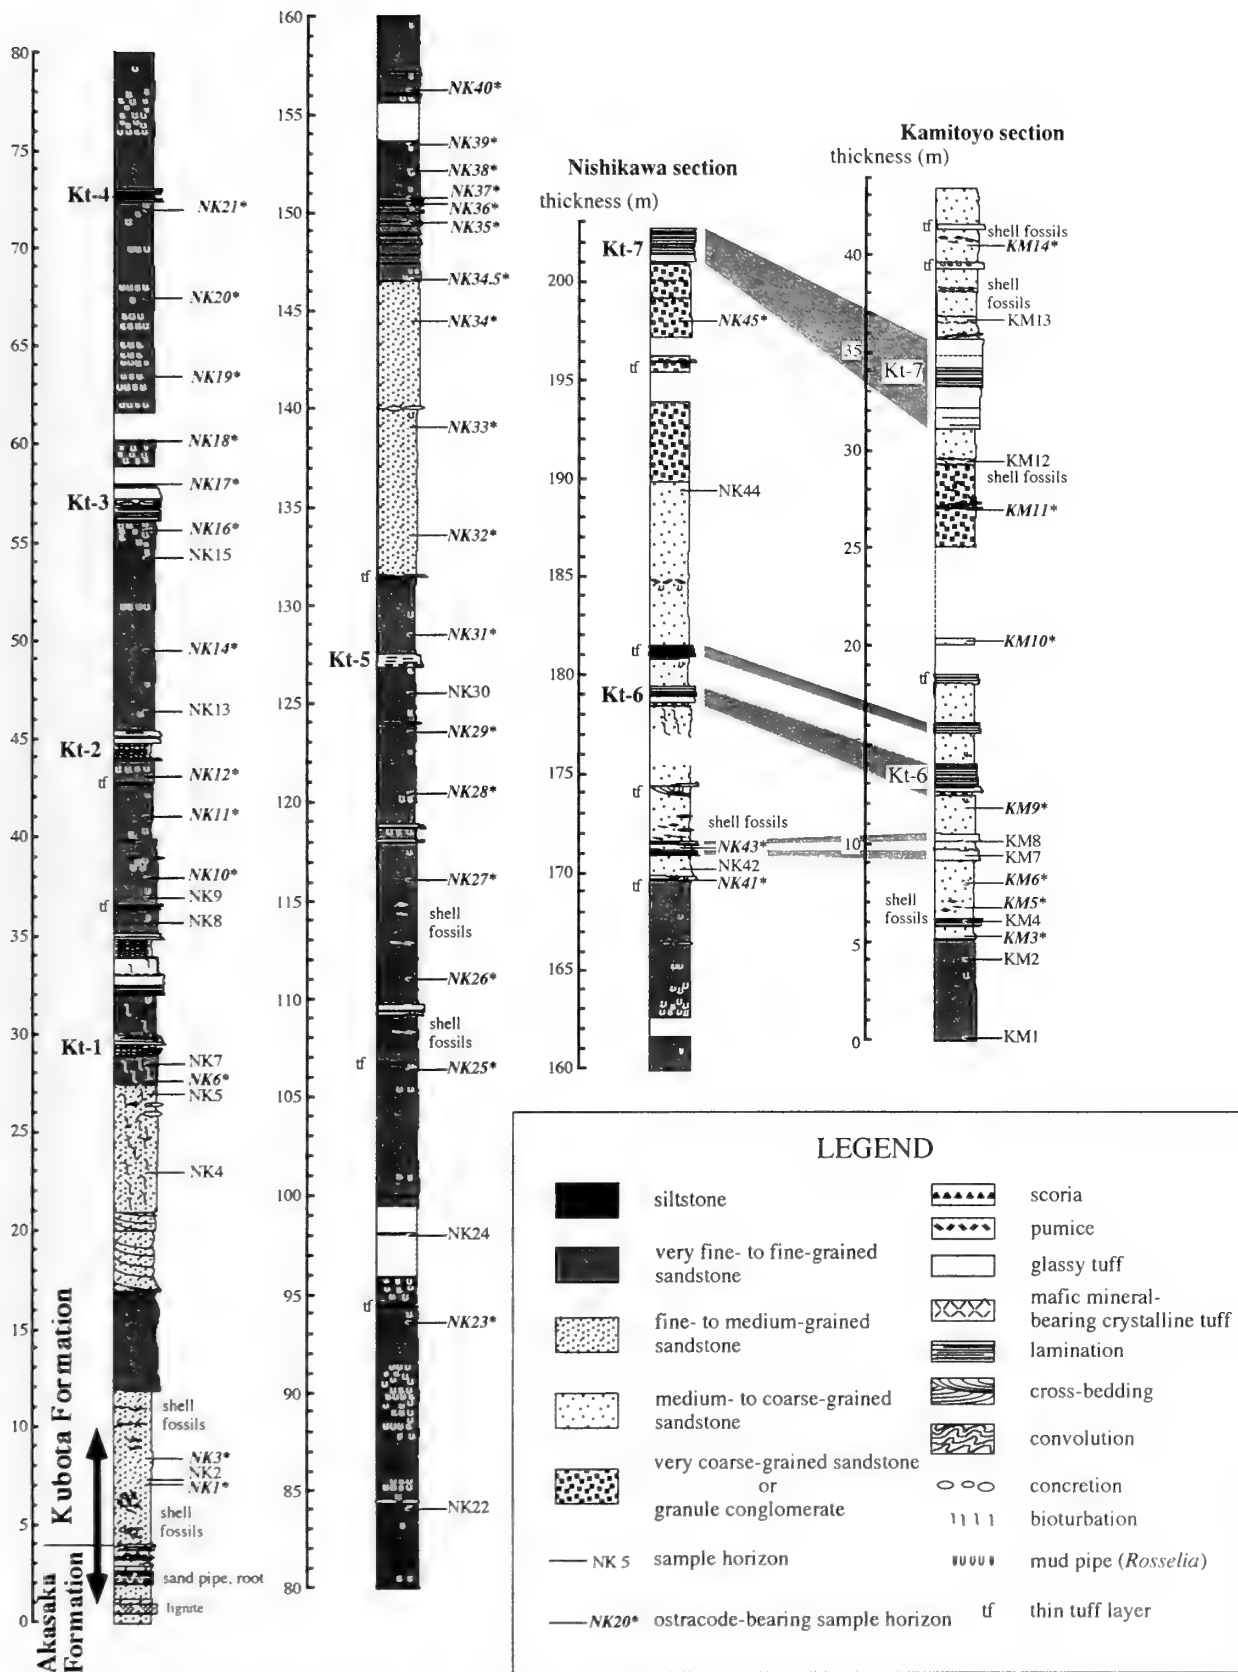 80
75
70
65
60
55
50
45
40
35
30
25
20
15
10
5
0
Kt-4
NK21*
NK20*
NK19*
NK18*
NK17*
Kt-3
NK16*
NK15
NK14*
NK13
Kt-2
tf
NK12*
NK11*
NK10*
NK9
tf
NK8
Kt-1
NK7
NK6*
NK5
NK4
shell
fossils
NK3*
NK2
NK1*
shell
fossils
sand pipe, root
lignite
Kubota Formation
Akasaka
Formation
160
155
150
145
140
135
130
125
120
115
110
105
100
95
90
85
80
NK40*
NK39*
NK38*
NK37*
NK36*
NK35*
NK34.5*
NK34*
NK33*
NK32*
tf
NK31*
Kt-5
NK30
NK29*
NK28*
NK27*
shell
fossils
NK26*
shell
fossils
tf
NK25*
NK24
tf
NK23*
NK22
Nishikawa section
thickness (m)
200
195
190
185
180
175
170
165
160
Kt-7
NK45*
tf
NK44
tf
Kt-6
tf
shell fossils
NK43*
NK42
tf
NK41*
Kamitoyo section
thickness (m)
40
35
30
25
20
10
5
0
tf
shell fossils
KM14*
tf
shell
fossils
KM13
Kt-7
KM12
shell fossils
KM11*
KM10*
tf
Kt-6
KM9*
KM8
KM7
KM6*
shell
fossils
KM5*
KM4
KM3*
KM2
KM1
LEGEND
siltstone
very fine- to fine-grained
sandstone
fine- to medium-grained
sandstone
medium- to coarse-grained
sandstone
very coarse-grained sandstone
or
granule conglomerate
NK 5 sample horizon
NK20* ostracode-bearing sample horizon
scoria
pumice
glassy tuff
mafic mineral-
bearing crystalline tuff
lamination
cross-bedding
convolution
concretion
bioturbation
mud pipe (Rosselia)
tf thin tuff layer